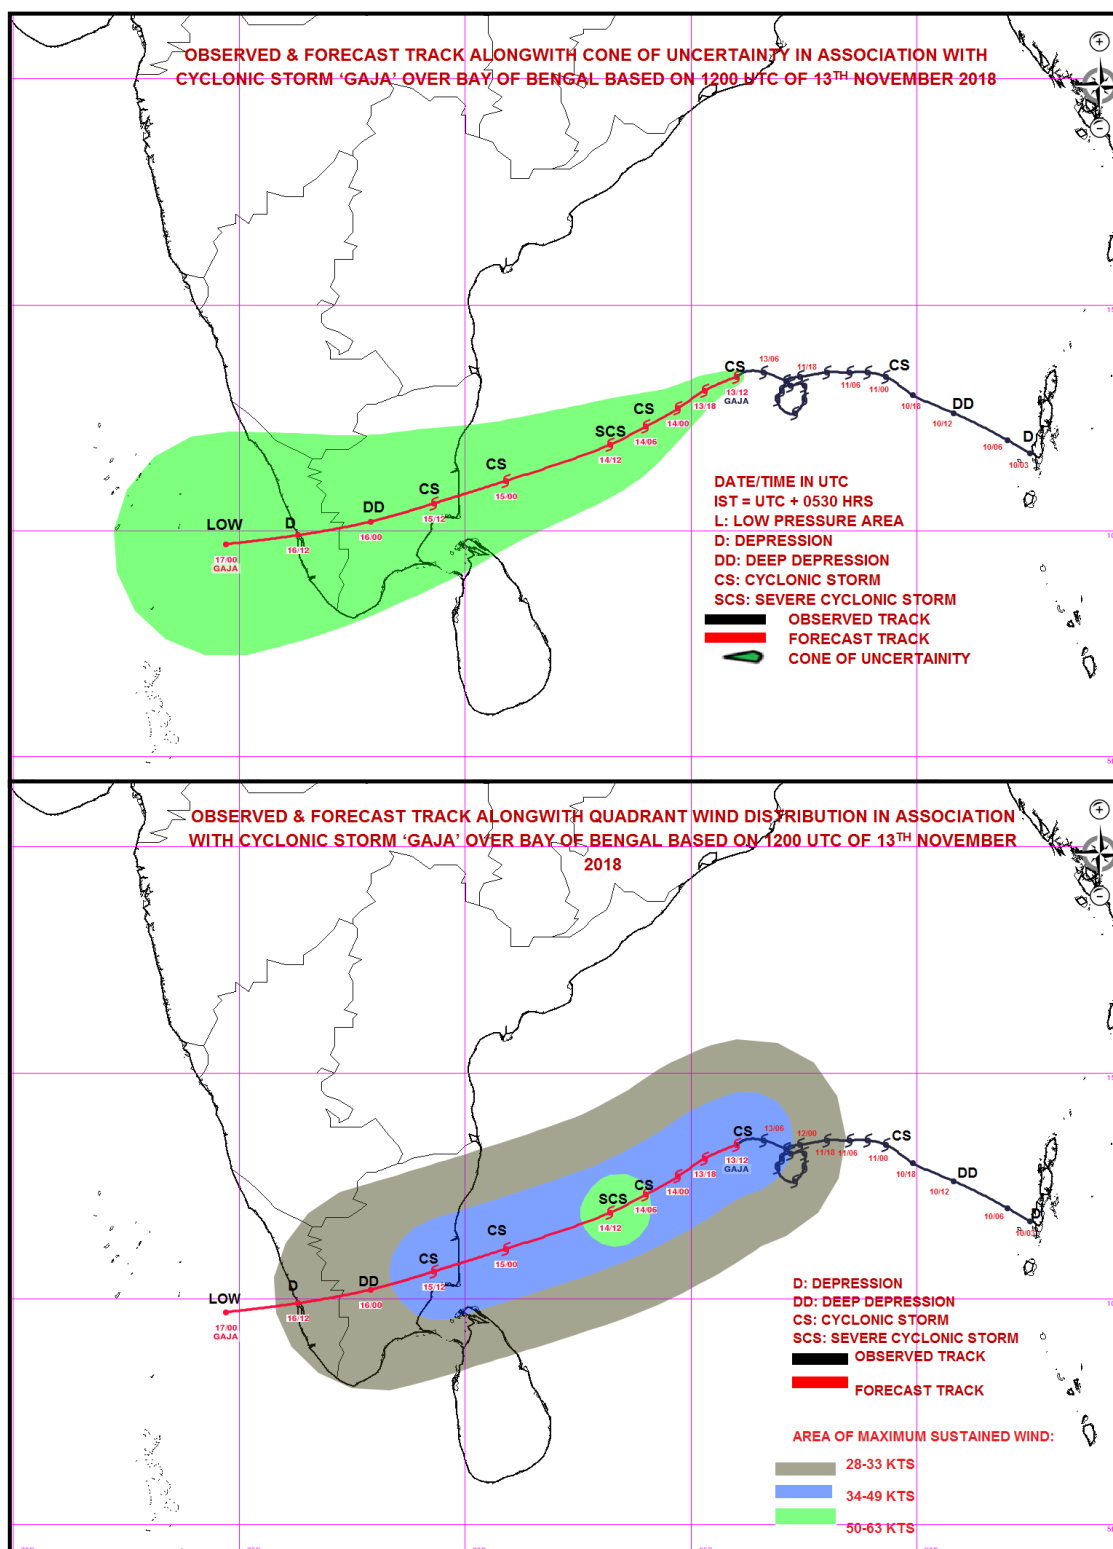 OBSERVED & FORECAST TRACK ALONGWITH CONE OF UNCERTAINTY IN ASSOCIATION WITH
CYCLONIC STORM ‘GAJA’ OVER BAY OF BENGAL BASED ON 1200 UTC OF 13TH NOVEMBER 2018
CS
13/06
11/18
CS
13/12
GAJA
13/18
11/06
11/00
10/18
DD
10/12
D
10/06
10/03
CS
14/00
14/06
SCS
14/12
CS
15/00
CS
15/12
DD
16/00
D
16/12
LOW
17/00
GAJA
DATE/TIME IN UTC
IST = UTC + 0530 HRS
L: LOW PRESSURE AREA
D: DEPRESSION
DD: DEEP DEPRESSION
CS: CYCLONIC STORM
SCS: SEVERE CYCLONIC STORM
OBSERVED TRACK
FORECAST TRACK
CONE OF UNCERTAINITY
OBSERVED & FORECAST TRACK ALONGWITH QUADRANT WIND DISTRIBUTION IN ASSOCIATION
WITH CYCLONIC STORM ‘GAJA’ OVER BAY OF BENGAL BASED ON 1200 UTC OF 13TH NOVEMBER
2018
CS
13/06
12/00
CS
13/12
GAJA
13/18
11/18
11/06
11/00
10/18
DD
10/12
D
10/06
10/03
CS
14/00
14/06
SCS
14/12
CS
15/00
CS
15/12
DD
16/00
D
16/12
LOW
17/00
GAJA
D: DEPRESSION
DD: DEEP DEPRESSION
CS: CYCLONIC STORM
SCS: SEVERE CYCLONIC STORM
OBSERVED TRACK
FORECAST TRACK
AREA OF MAXIMUM SUSTAINED WIND:
28-33 KTS
34-49 KTS
50-63 KTS